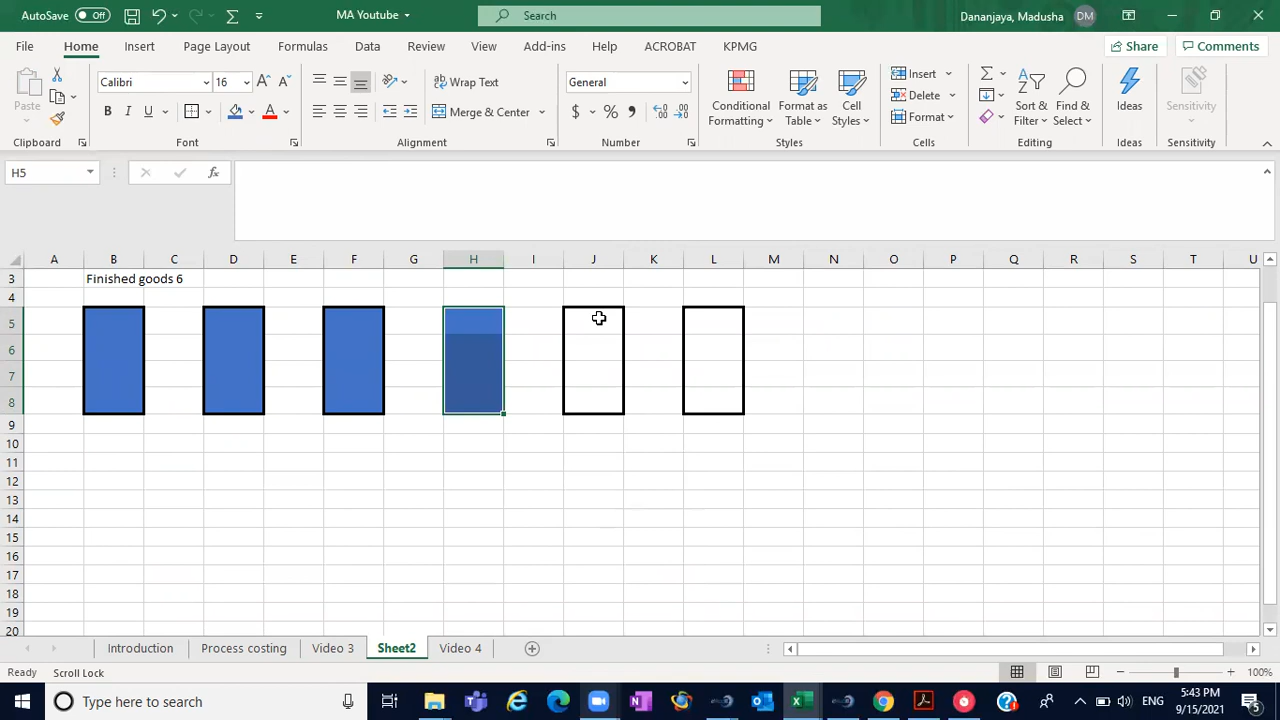 AutoSave Off MA Youtube Search Dananjaya, Madusha DM
File Home Insert Page Layout Formulas Data Review View Add-ins Help ACROBAT KPMG Share Comments
Paste Calibri 16 A A Wrap Text General Insert Σ
B I U A Merge & Center $ % Conditional Formatting Format as Table Cell Styles Delete Format Sort & Filter Find & Select Ideas Sensitivity
Clipboard Font Alignment Number Styles Cells Editing Ideas Sensitivity
H5 fx
A B C D E F G H I J K L M N O P Q R S T U
3 Finished goods 6
4
5
6
7
8
9
10
11
12
13
14
15
16
17
18
19
20
Introduction Process costing Video 3 Sheet2 Video 4
Ready Scroll Lock 100%
Type here to search ENG 5:43 PM
9/15/2021 5